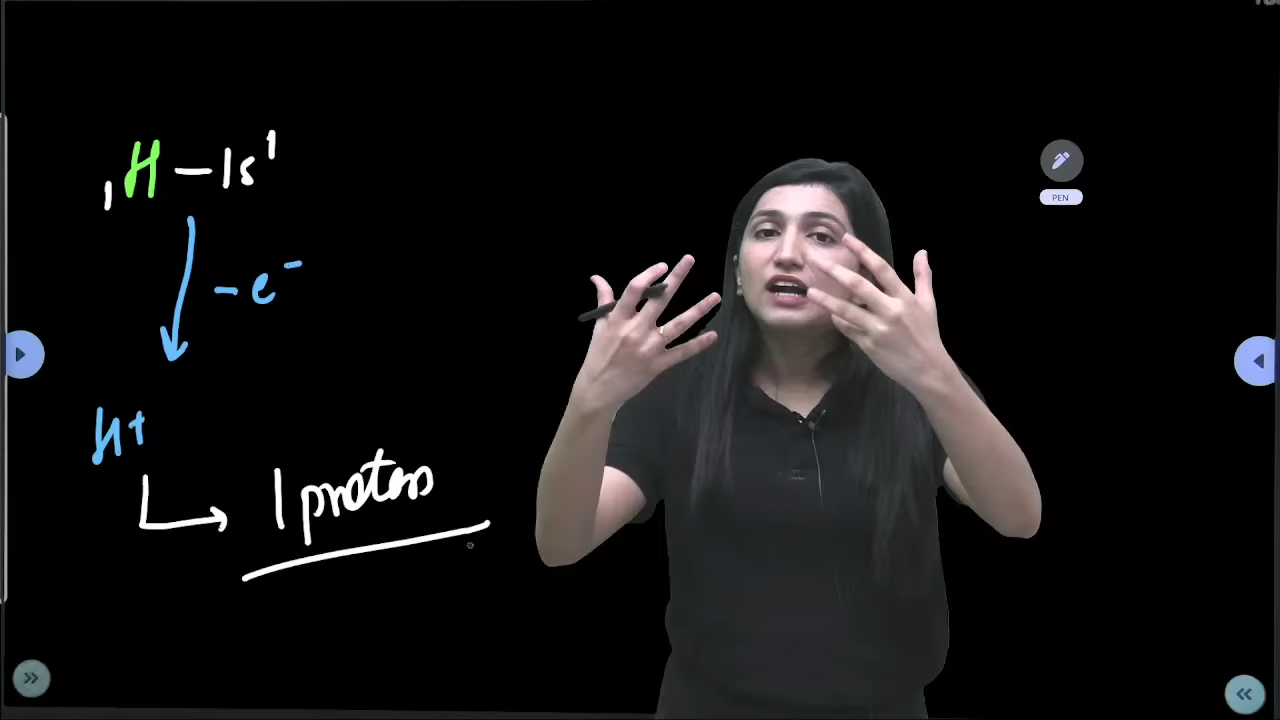 ₁H – 1s¹
– e⁻
PEN
H⁺
1 proton